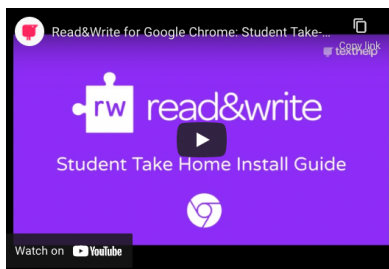 Read&Write for Google Chrome: Student Take-...
Copy link
texthelp
rw read&write
Student Take Home Install Guide
Watch on YouTube